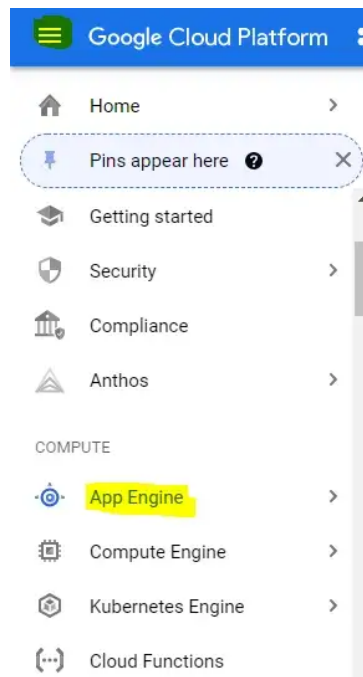 Google Cloud Platform
Home
Pins appear here ?
Getting started
Security
Compliance
Anthos
COMPUTE
App Engine
Compute Engine
Kubernetes Engine
Cloud Functions